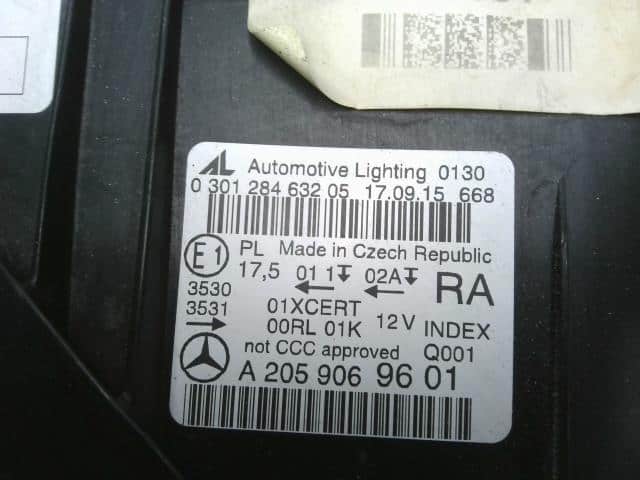 AL Automotive Lighting 0130
0 301 284 632 05 17.09.15 668
E1 PL Made in Czech Republic
17,5 01 1 02A RA
3530 01XCERT
3531 00RL 01K 12V INDEX
not CCC approved Q001
A 205 906 9601